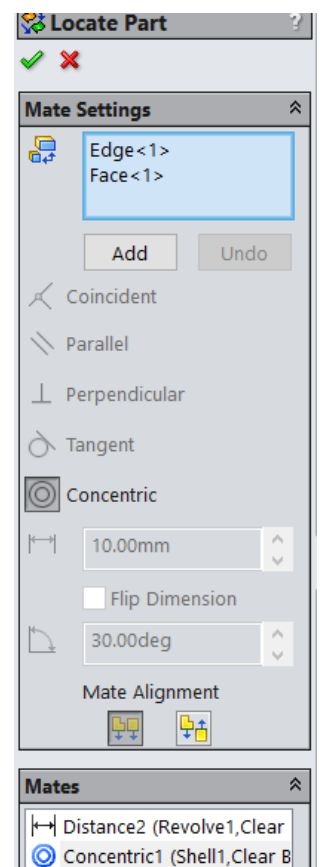 Locate Part ?
Mate Settings
Edge<1>
Face<1>
Add Undo
Coincident
Parallel
Perpendicular
Tangent
Concentric
10.00mm
Flip Dimension
30.00deg
Mate Alignment
Mates
Distance2 (Revolve1,Clear
Concentric1 (Shell1,Clear B